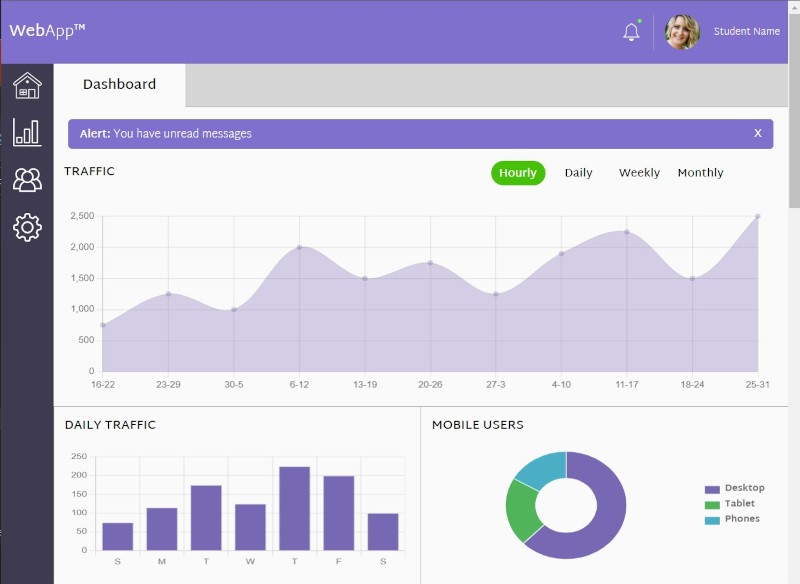 WebApp™
Student Name
Dashboard
Alert: You have unread messages X
TRAFFIC
Hourly Daily Weekly Monthly
2,500
2,000
1,500
1,000
500
0
16-22 23-29 30-5 6-12 13-19 20-26 27-3 4-10 11-17 18-24 25-31
DAILY TRAFFIC
250
200
150
100
50
0
S M T W T F S
MOBILE USERS
Desktop
Tablet
Phones